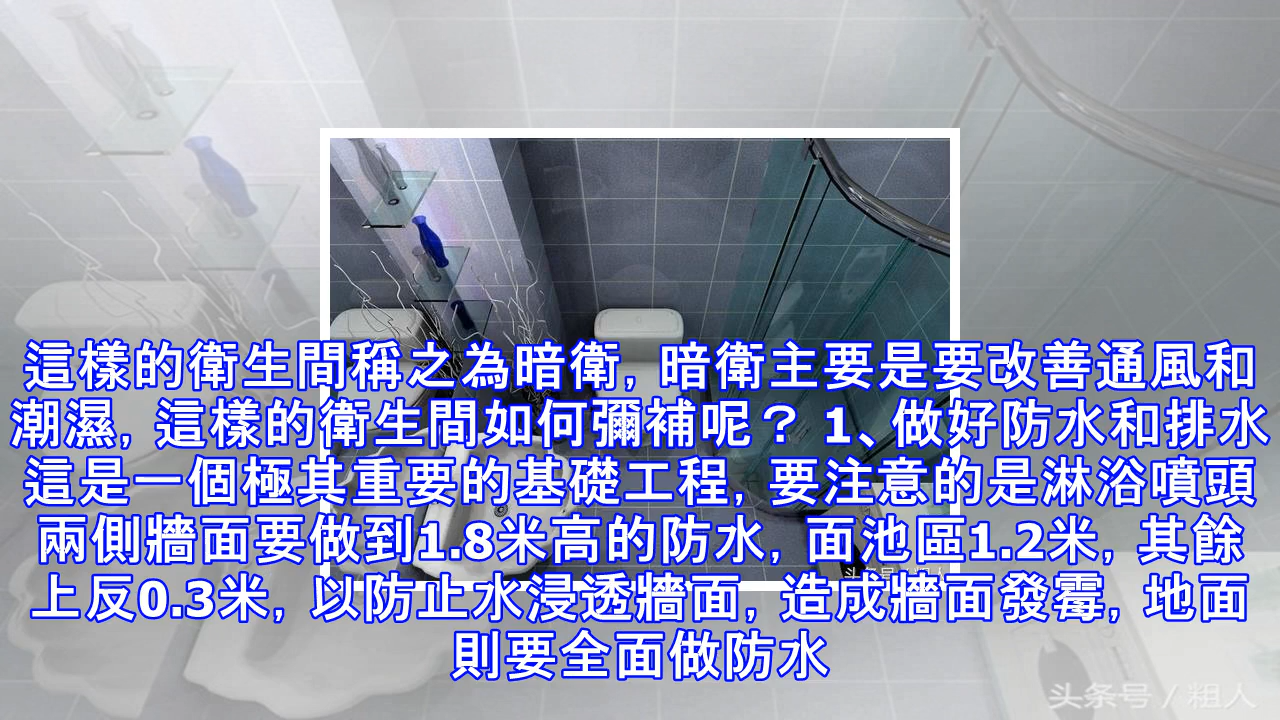 這樣的衛生間稱之為暗衛, 暗衛主要是要改善通風和
潮濕, 這樣的衛生間如何彌補呢？ 1、做好防水和排水
這是一個極其重要的基礎工程, 要注意的是淋浴噴頭
兩側牆面要做到1.8米高的防水, 面池區1.2米, 其餘
上反0.3米, 以防止水浸透牆面, 造成牆面發霉, 地面
則要全面做防水
头条号 / 粗人